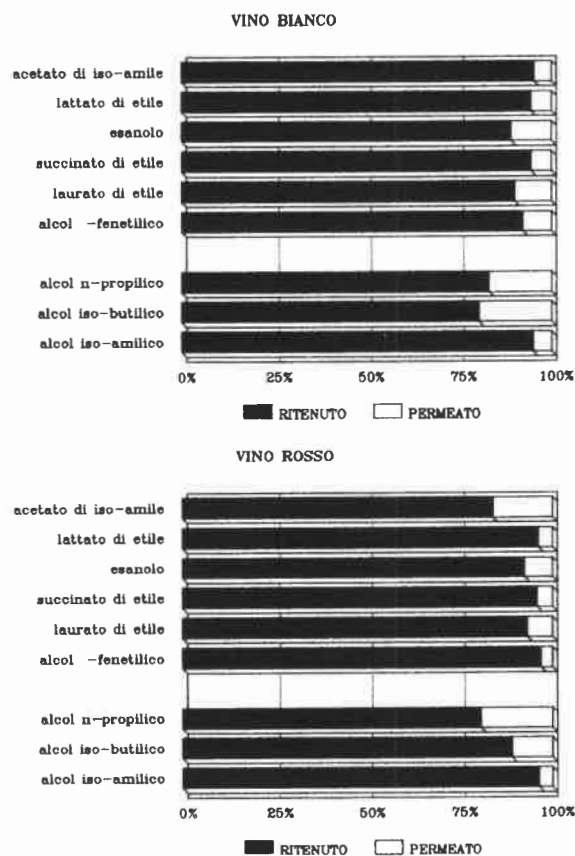 VINO BIANCO
acetato di iso-amile
lattato di etile
esanolo
succinato di etile
laurato di etile
alcol -fenetilico
alcol n-propilico
alcol iso-butilico
alcol iso-amilico
0% 25% 50% 75% 100%
RITENUTO PERMEATO
VINO ROSSO
acetato di iso-amile
lattato di etile
esanolo
succinato di etile
laurato di etile
alcol -fenetilico
alcol n-propilico
alcol iso-butilico
alcol iso-amilico
0% 25% 50% 75% 100%
RITENUTO PERMEATO